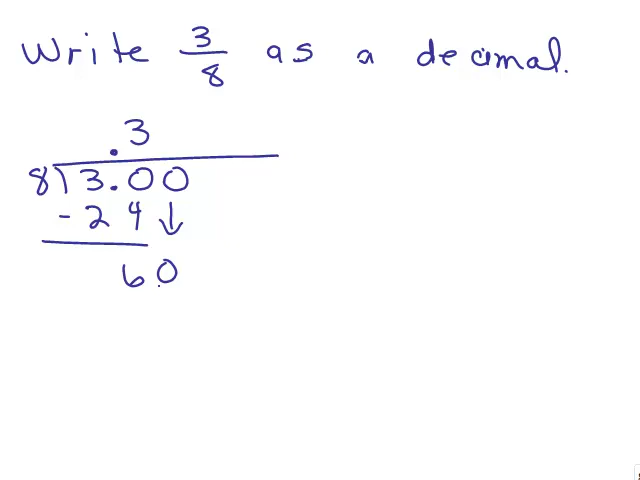 Write 3/8 as a decimal.
.3
8)3.00
- 24↓
60